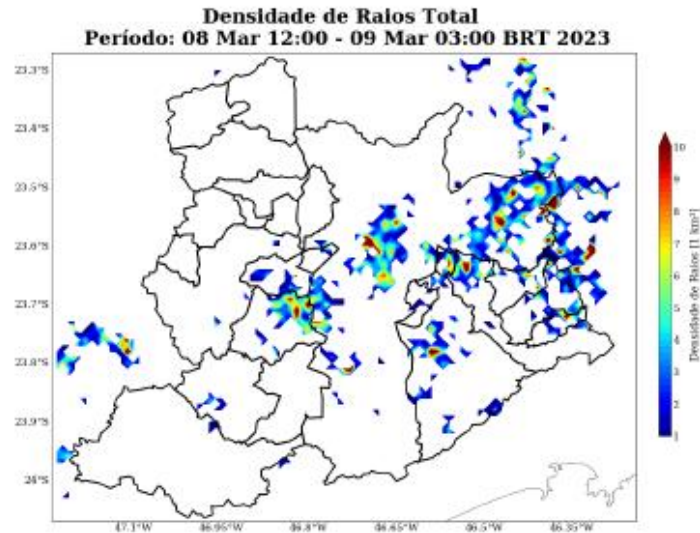 Densidade de Raios Total
Período: 08 Mar 12:00 - 09 Mar 03:00 BRT 2023
23.3°S
23.4°S
23.5°S
23.6°S
23.7°S
23.8°S
23.9°S
24°S
47.1°W
46.95°W
46.8°W
46.65°W
46.5°W
46.35°W
10
9
8
7
6
5
4
3
2
1
Densidade de Raios [1 km²]